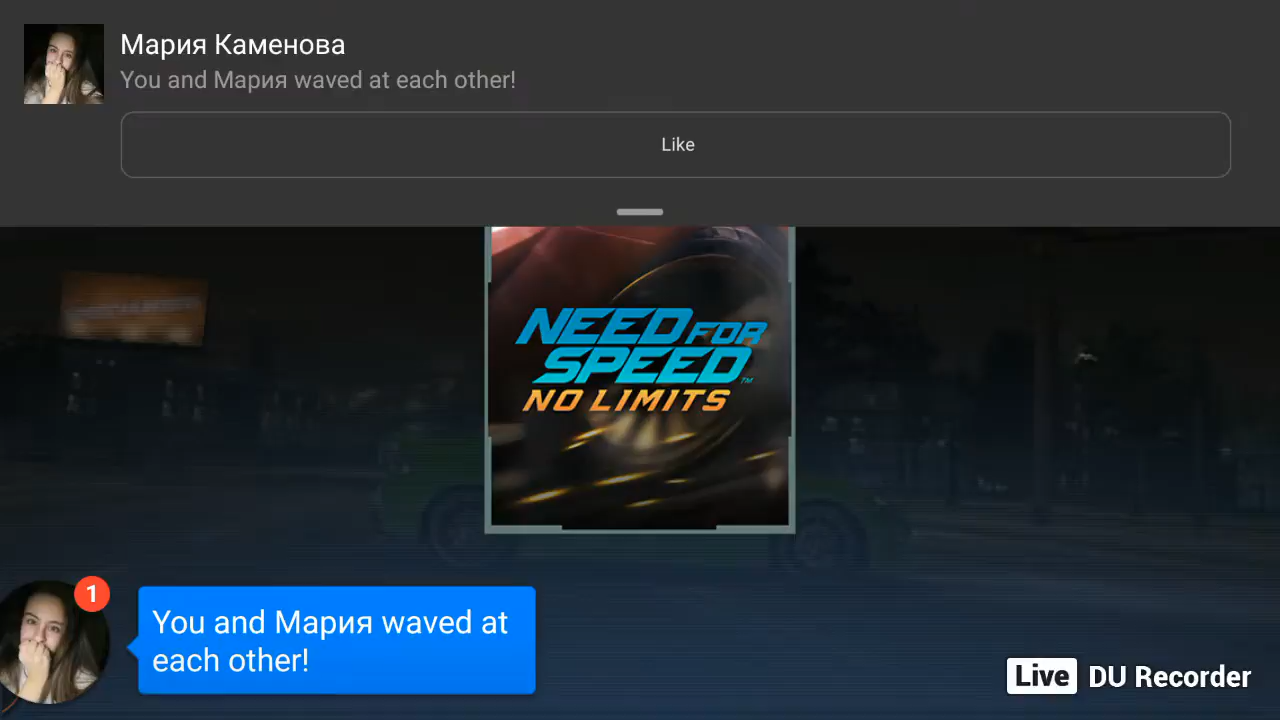 Мария Каменова
You and Мария waved at each other!
Like
NEED FOR
SPEED™
NO LIMITS
1
You and Мария waved at
each other!
Live DU Recorder